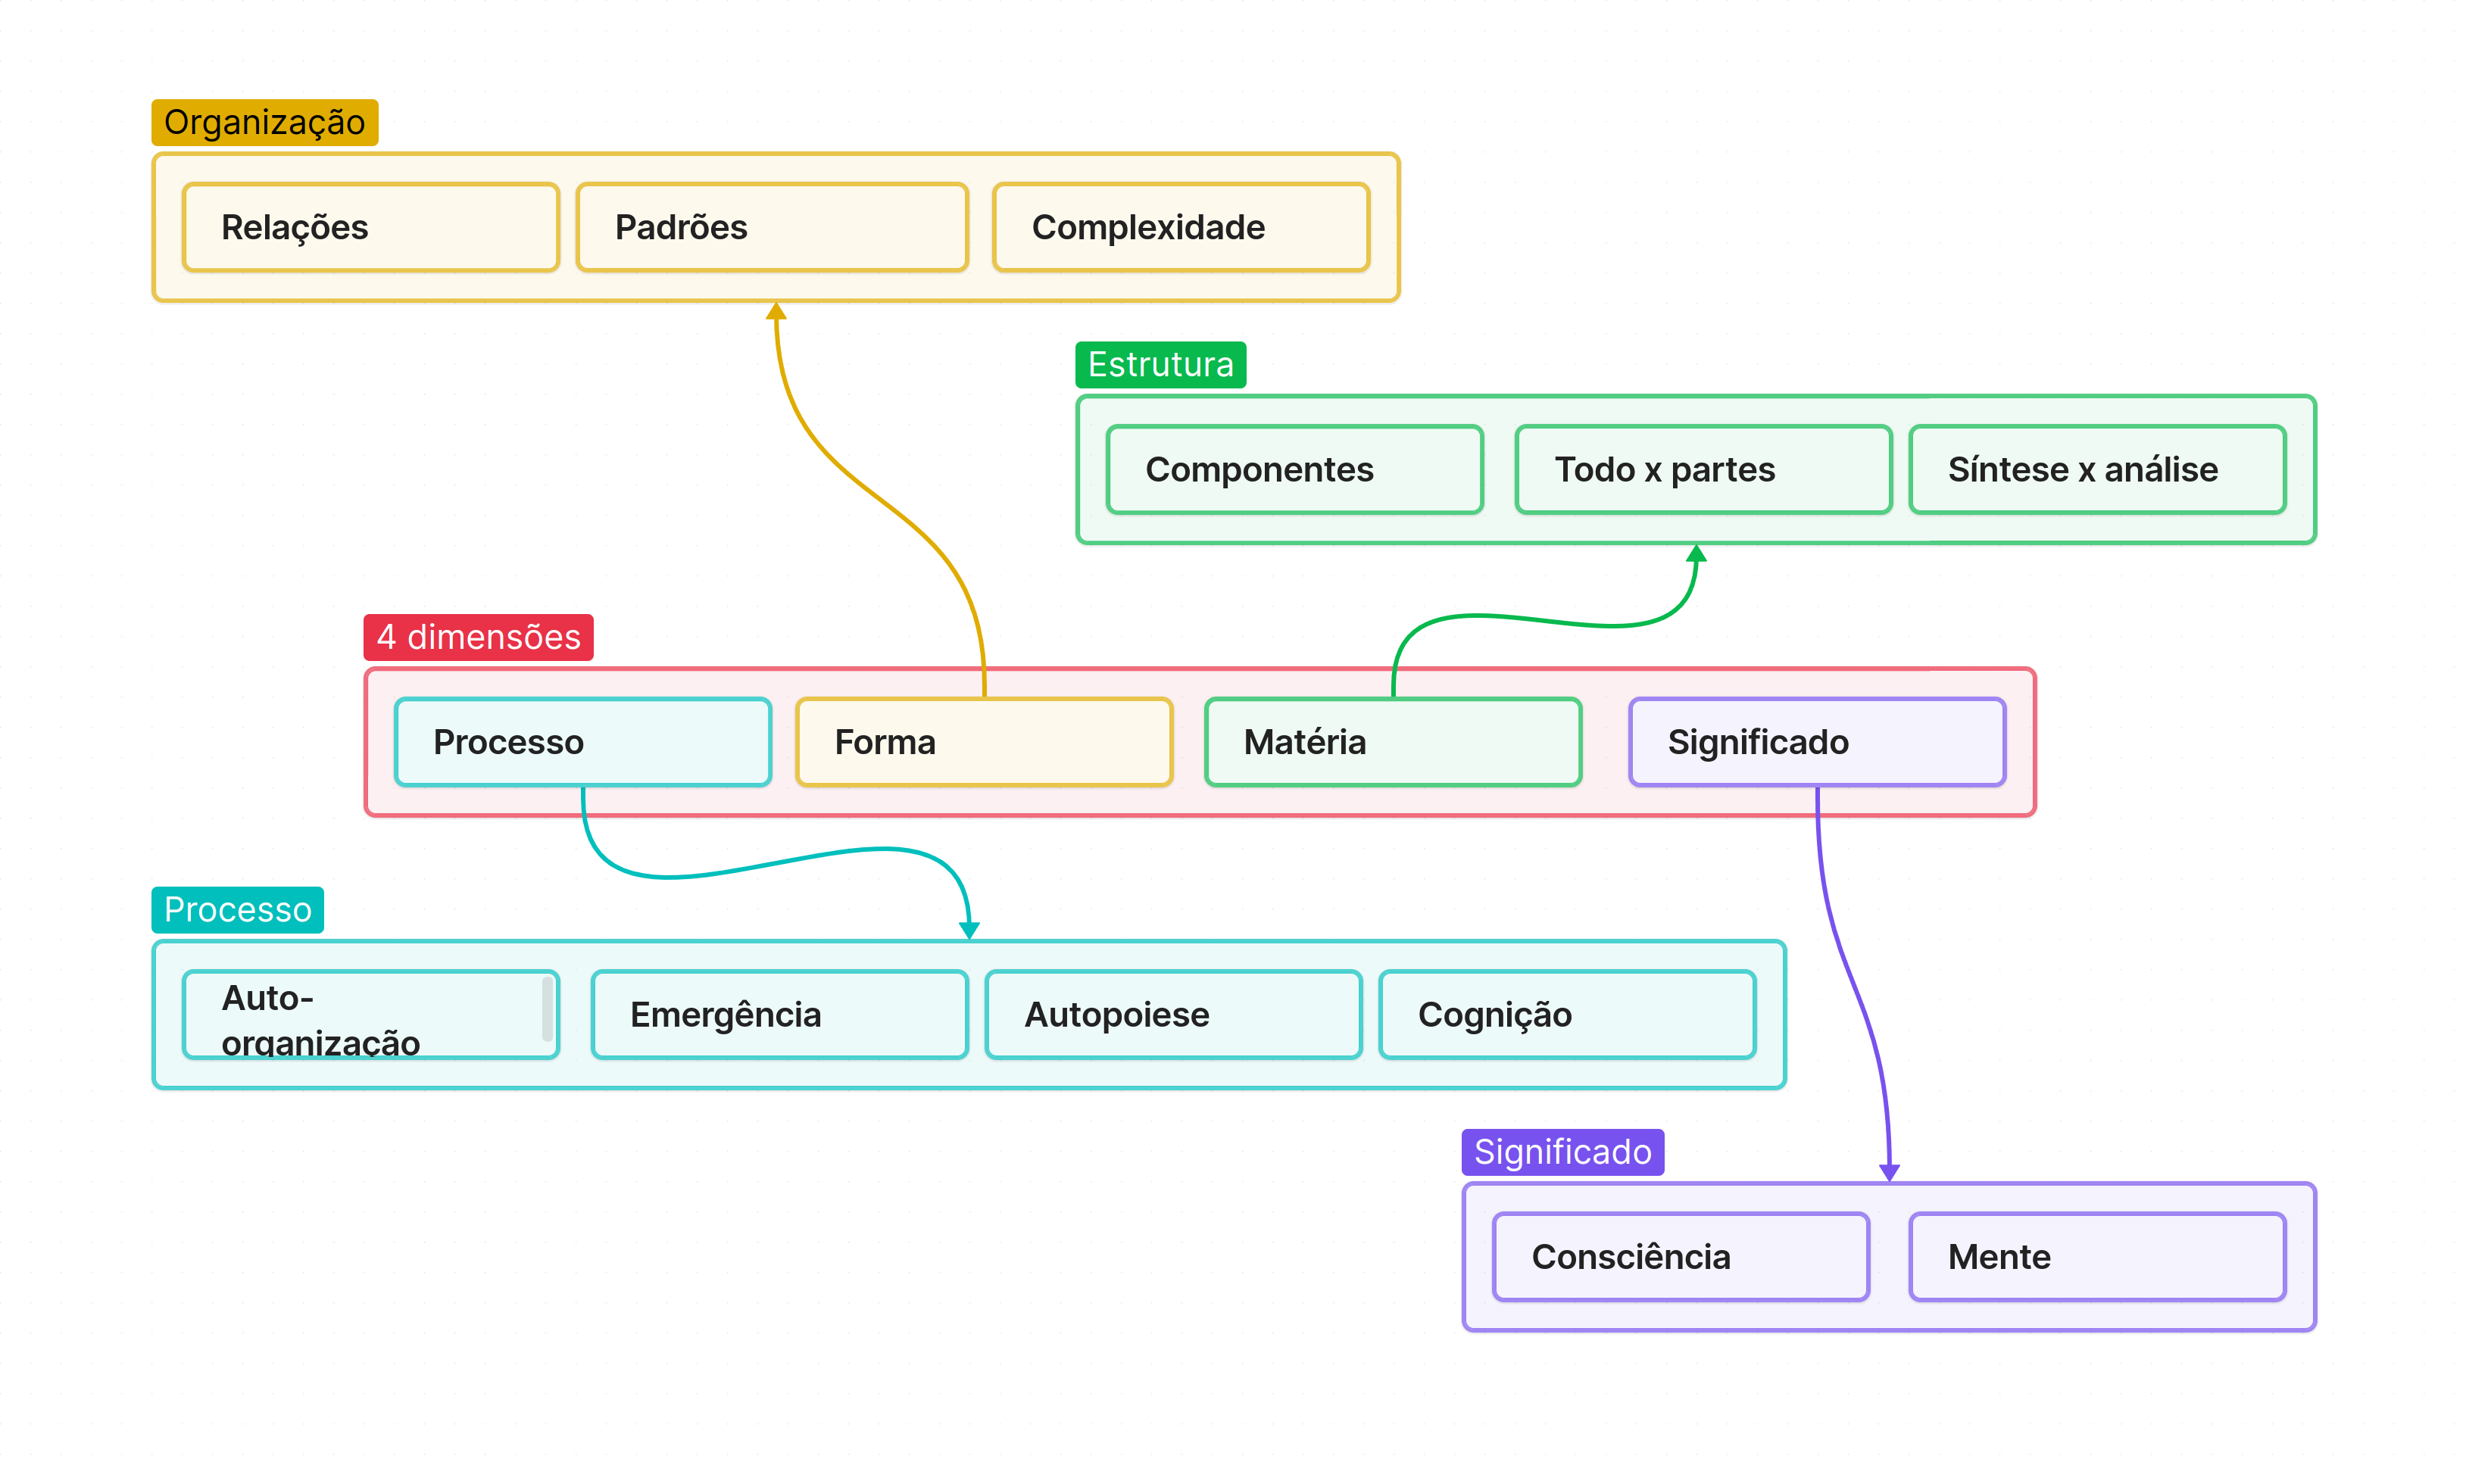 Organização
Relações
Padrões
Complexidade
Estrutura
Componentes
Todo x partes
Síntese x análise
4 dimensões
Processo
Forma
Matéria
Significado
Processo
Auto-
organização
Emergência
Autopoiese
Cognição
Significado
Consciência
Mente